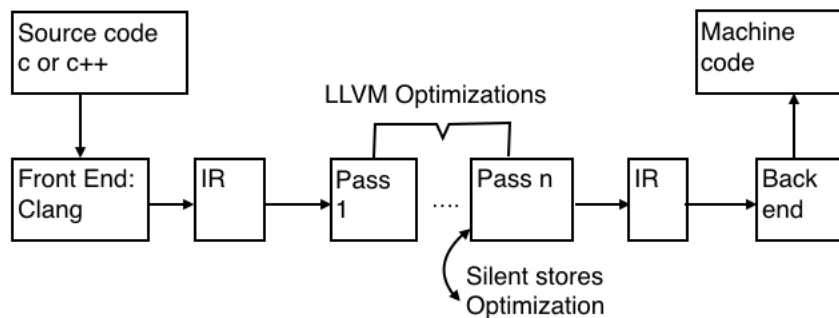 Source code
c or c++
Machine
code
LLVM Optimizations
Front End:
Clang
IR
Pass
1
....
Pass n
IR
Back
end
Silent stores
Optimization